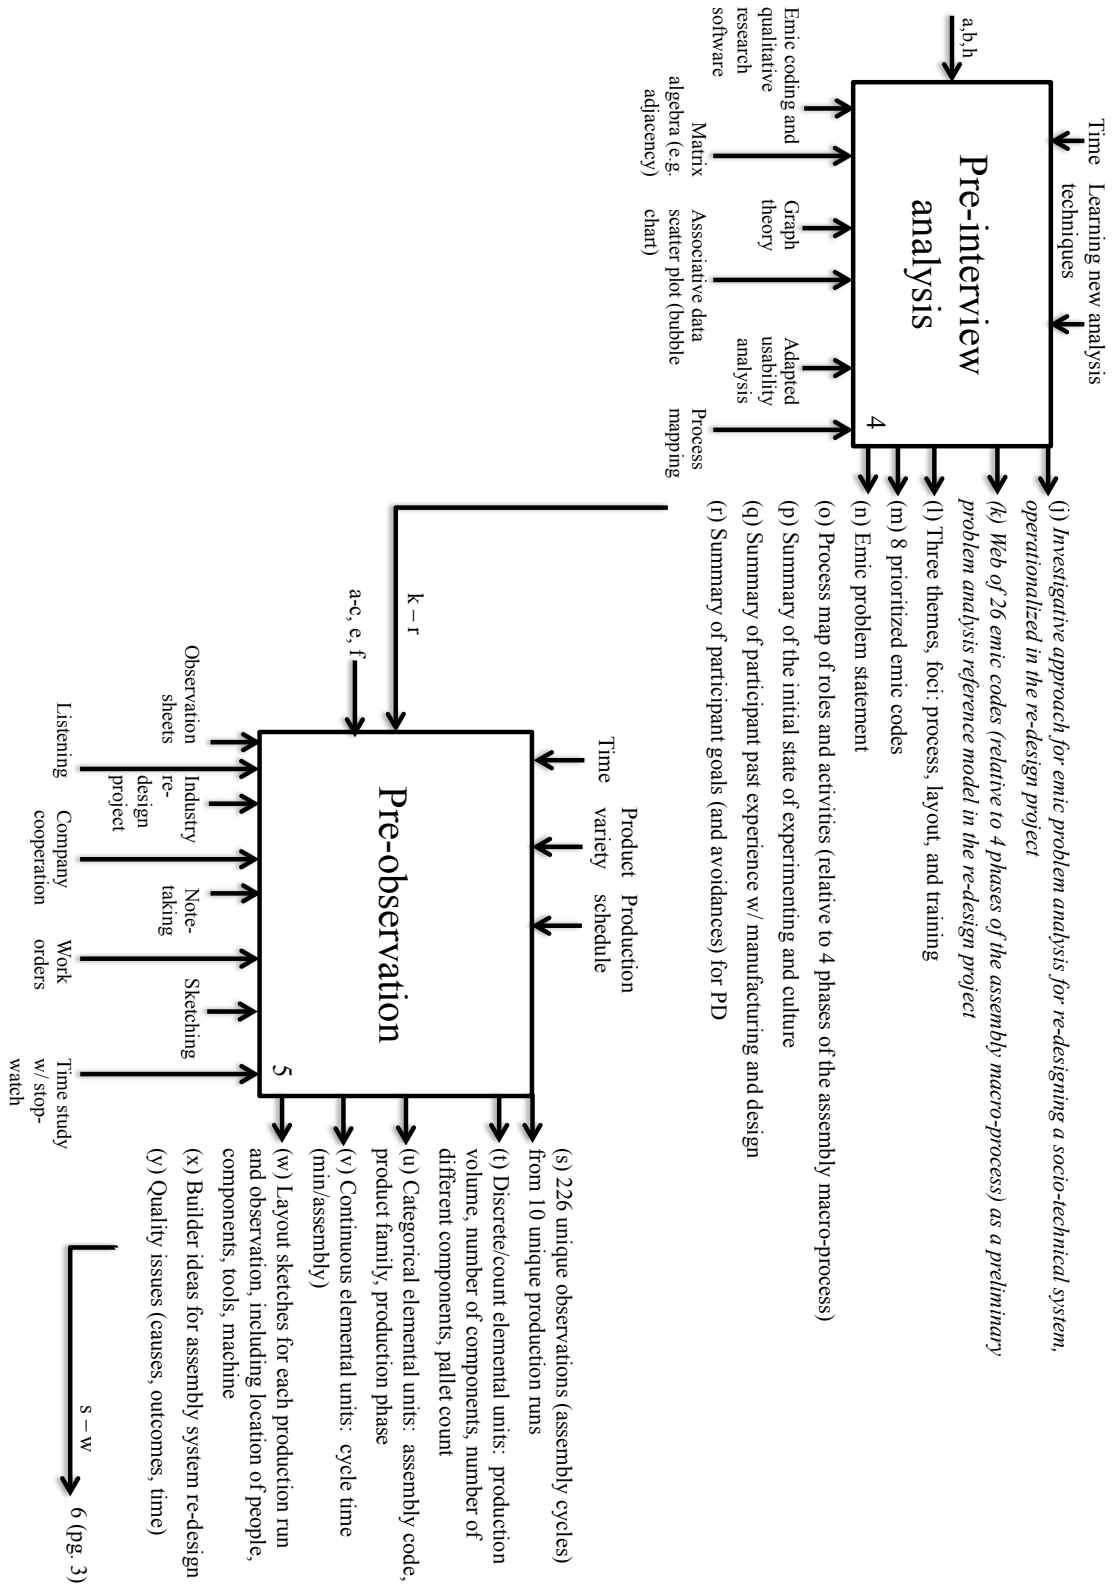 Time
Learning new analysis
techniques
a,b,h
Pre-interview
analysis
4
Emic coding and
qualitative
research
software
Matrix
algebra (e.g.
adjacency)
Graph
theory
Associative data
scatter plot (bubble
chart)
Adapted
usability
analysis
Process
mapping
(j) Investigative approach for emic problem analysis for re-designing a socio-technical system,
operationalized in the re-design project
(k) Web of 26 emic codes (relative to 4 phases of the assembly macro-process) as a preliminary
problem analysis reference model in the re-design project
(l) Three themes, foci: process, layout, and training
(m) 8 prioritized emic codes
(n) Emic problem statement
(o) Process map of roles and activities (relative to 4 phases of the assembly macro-process)
(p) Summary of the initial state of experimenting and culture
(q) Summary of participant past experience w/ manufacturing and design
(r) Summary of participant goals (and avoidances) for PD
k – r
a-c, e, f
Time
Product
variety
Production
schedule
Pre-observation
5
Observation
sheets
Listening
Industry
re-
design
project
Company
cooperation
Note-
taking
Work
orders
Sketching
Time study
w/ stop-
watch
(s) 226 unique observations (assembly cycles)
from 10 unique production runs
(t) Discrete/count elemental units:  production
volume, number of components, number of
different components, pallet count
(u) Categorical elemental units:  assembly code,
product family, production phase
(v) Continuous elemental units:  cycle time
(min/assembly)
(w) Layout sketches for each production run
and observation, including location of people,
components, tools, machine
(x) Builder ideas for assembly system re-design
(y) Quality issues (causes, outcomes, time)
s – w
6 (pg. 3)